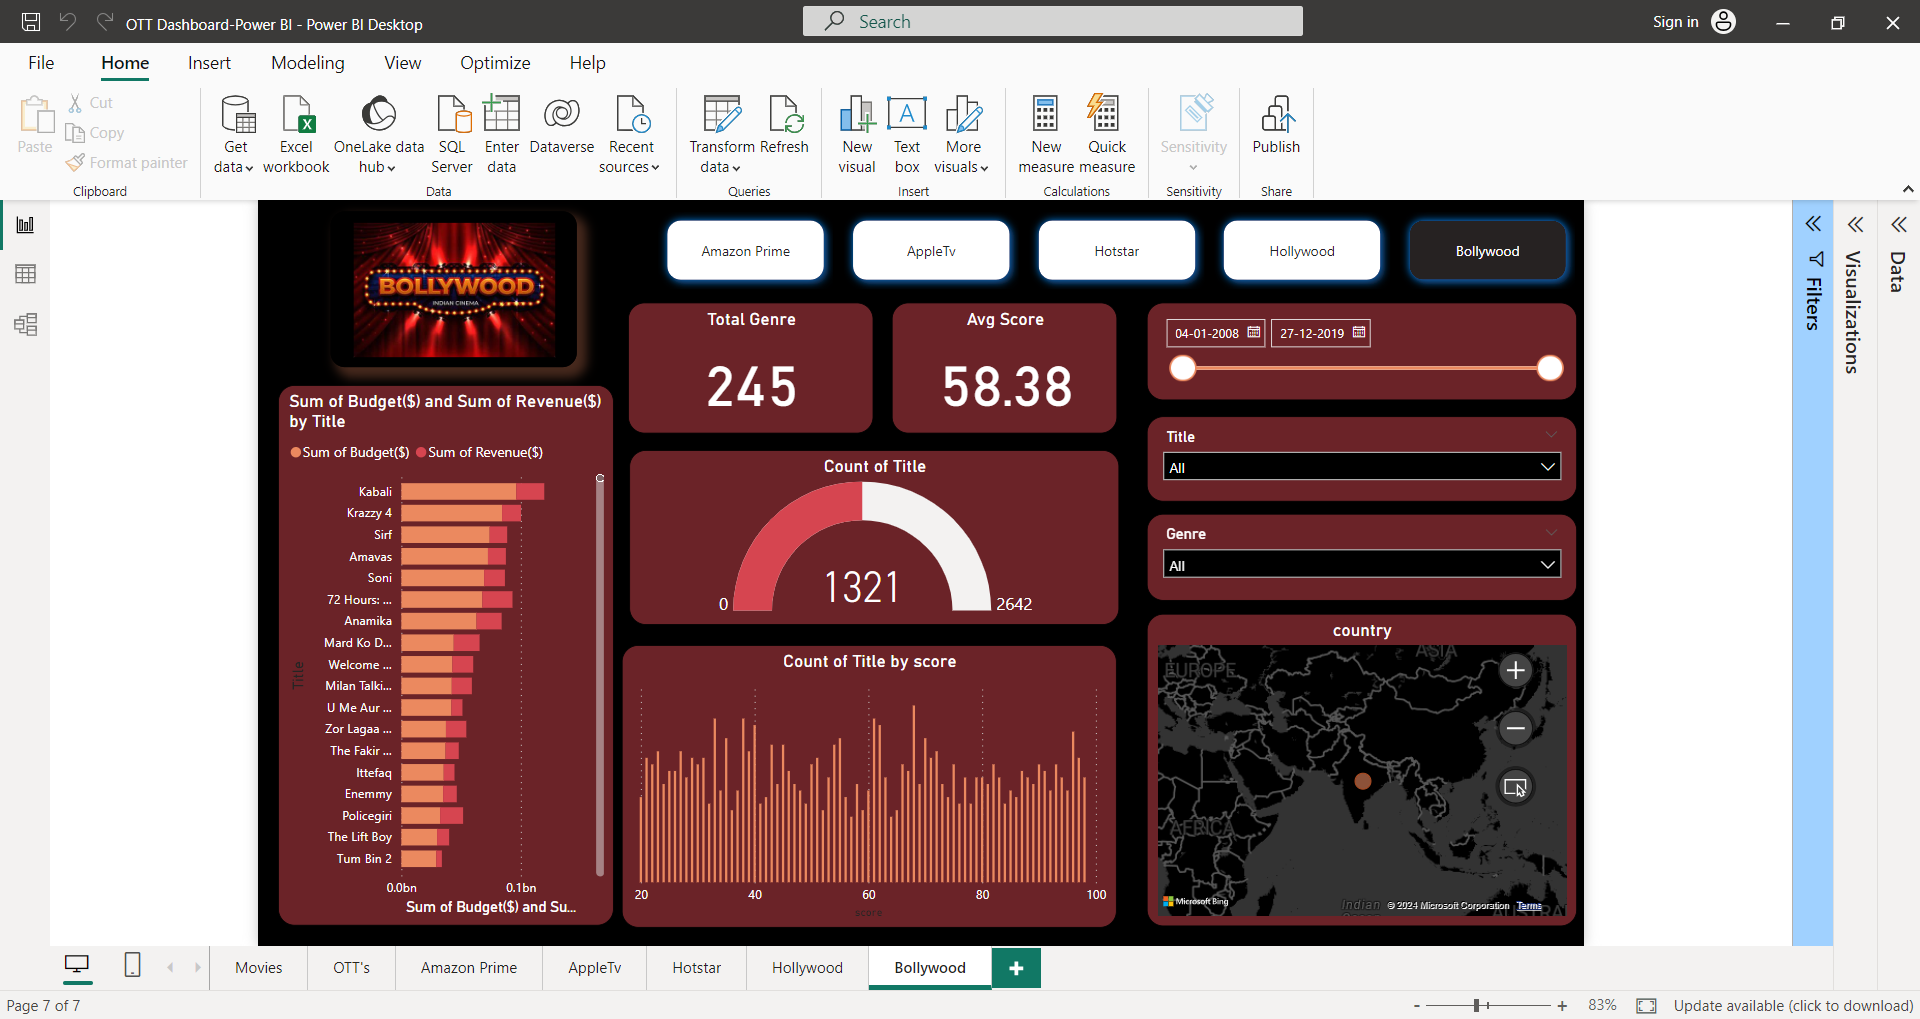 OTT Dashboard-Power BI - Power BI Desktop
Search
Sign in
File
Home
Insert
Modeling
View
Optimize
Help
Paste
Cut
Copy
Format painter
Clipboard
Get data
Excel workbook
OneLake data hub
SQL Server
Enter data
Dataverse
Recent sources
Data
Transform data
Refresh
Queries
New visual
Text box
A
More visuals
Insert
New measure
Quick measure
Calculations
Sensitivity
Sensitivity
Publish
Share
BOLLYWOOD
INDIAN CINEMA
Amazon Prime
AppleTv
Hotstar
Hollywood
Bollywood
Total Genre
245
Avg Score
58.38
04-01-2008
27-12-2019
Sum of Budget($) and Sum of Revenue($)
by Title
Sum of Budget($)
Sum of Revenue($)
Title
Kabali
Krazzy 4
Sirf
Amavas
Soni
72 Hours: ...
Anamika
Mard Ko D...
Welcome ...
Milan Talki...
U Me Aur ...
Zor Lagaa ...
The Fakir ...
Ittefaq
Enemmy
Policegiri
The Lift Boy
Tum Bin 2
0.0bn
0.1bn
Sum of Budget($) and Su...
Count of Title
1321
0
2642
Count of Title by score
20
40
60
80
100
score
Title
All
Genre
All
country
EUROPE
ASIA
AFRICA
Indian
AUSTRA
Microsoft Bing
© 2024 Microsoft Corporation
Terms
Filters
Visualizations
Data
Movies
OTT's
Amazon Prime
AppleTv
Hotstar
Hollywood
Bollywood
Page 7 of 7
-
+
83%
Update available (click to download)